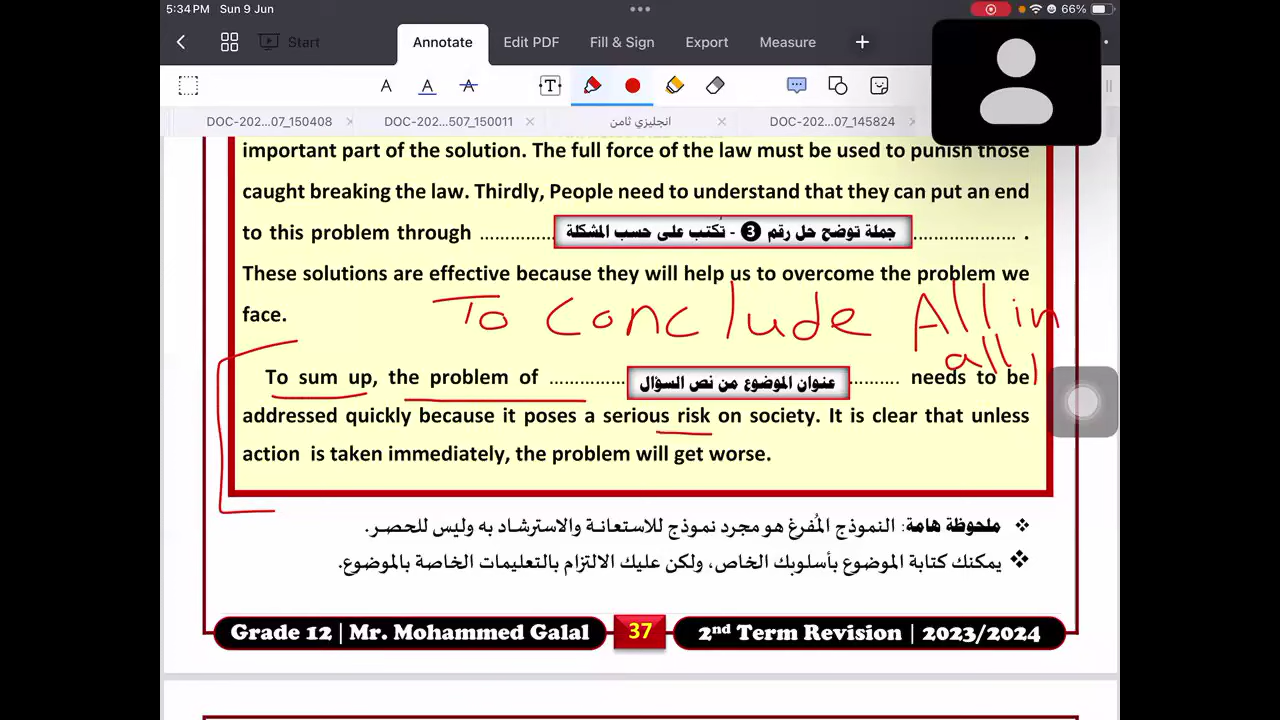 5:34 PM Sun 9 Jun
66%
Start
Annotate Edit PDF Fill & Sign Export Measure
DOC-202...07_150408 DOC-202...507_150011 انجليزي ثامن DOC-202...07_145824
important part of the solution. The full force of the law must be used to punish those
caught breaking the law. Thirdly, People need to understand that they can put an end
to this problem through .............. جملة توضح حل رقم ❸ - تُكتب على حسب المشكلة .................... .
These solutions are effective because they will help us to overcome the problem we
face.
To Conclude All in
all,
To sum up, the problem of .............. عنوان الموضوع من نص السؤال .......... needs to be
addressed quickly because it poses a serious risk on society. It is clear that unless
action is taken immediately, the problem will get worse.
❖ ملحوظة هامة: النموذج المُفرغ هو مجرد نموذج للاستعانة والاسترشاد به وليس للحصر.
❖ يمكنك كتابة الموضوع بأسلوبك الخاص، ولكن عليك الالتزام بالتعليمات الخاصة بالموضوع.
Grade 12 | Mr. Mohammed Galal 37 2nd Term Revision | 2023/2024